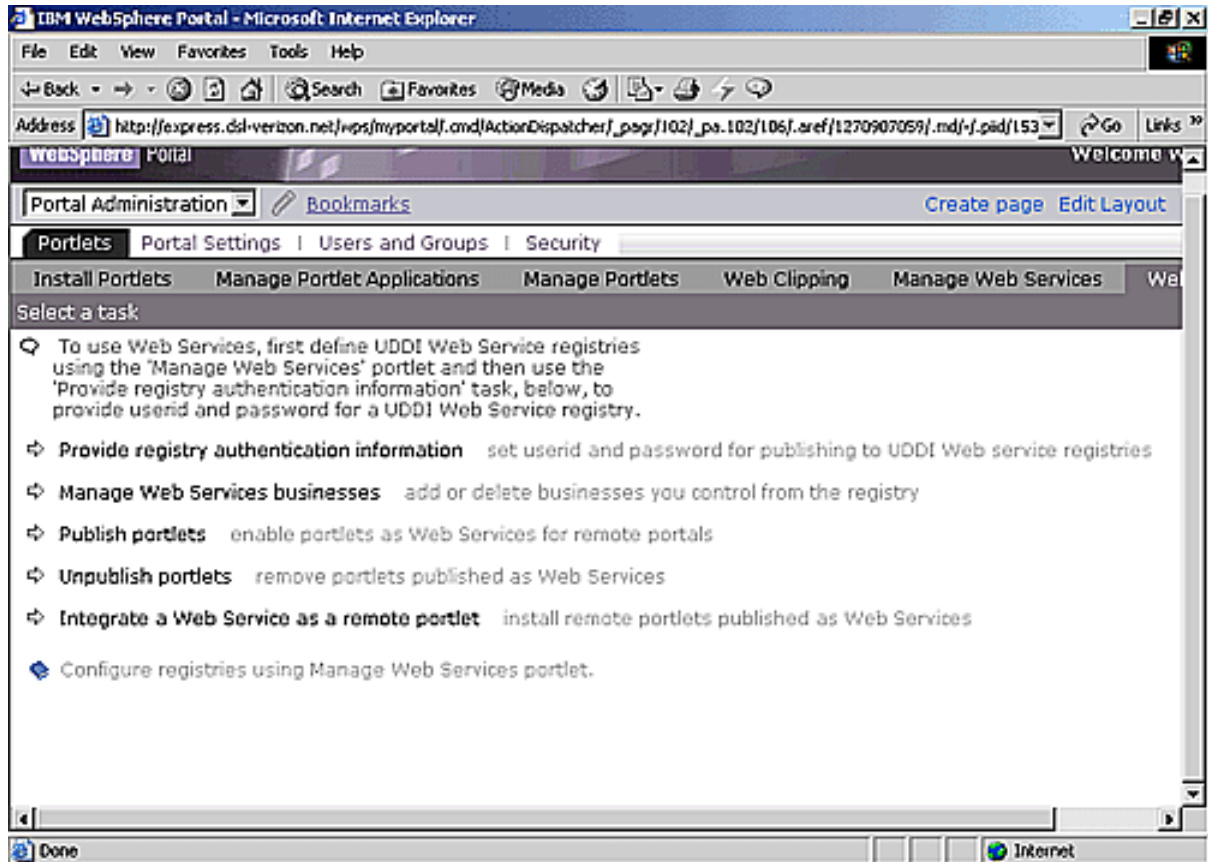 IBM WebSphere Portal - Microsoft Internet Explorer
File Edit View Favorites Tools Help
Back Search Favorites Media
Address http://express.dsl-verizon.net/wps/myportal/.cmd/ActionDispatcher/_pagr/102/_pa.102/106/.aref/1270907059/.md/-/.piid/153 Go Links »
WebSphere Portal Welcome
Portal Administration Bookmarks Create page Edit Layout
Portlets Portal Settings | Users and Groups | Security
Install Portlets Manage Portlet Applications Manage Portlets Web Clipping Manage Web Services
Select a task
To use Web Services, first define UDDI Web Service registries
using the 'Manage Web Services' portlet and then use the
'Provide registry authentication information' task, below, to
provide userid and password for a UDDI Web Service registry.
Provide registry authentication information set userid and password for publishing to UDDI Web service registries
Manage Web Services businesses add or delete businesses you control from the registry
Publish portlets enable portlets as Web Services for remote portals
Unpublish portlets remove portlets published as Web Services
Integrate a Web Service as a remote portlet install remote portlets published as Web Services
Configure registries using Manage Web Services portlet.
Done Internet